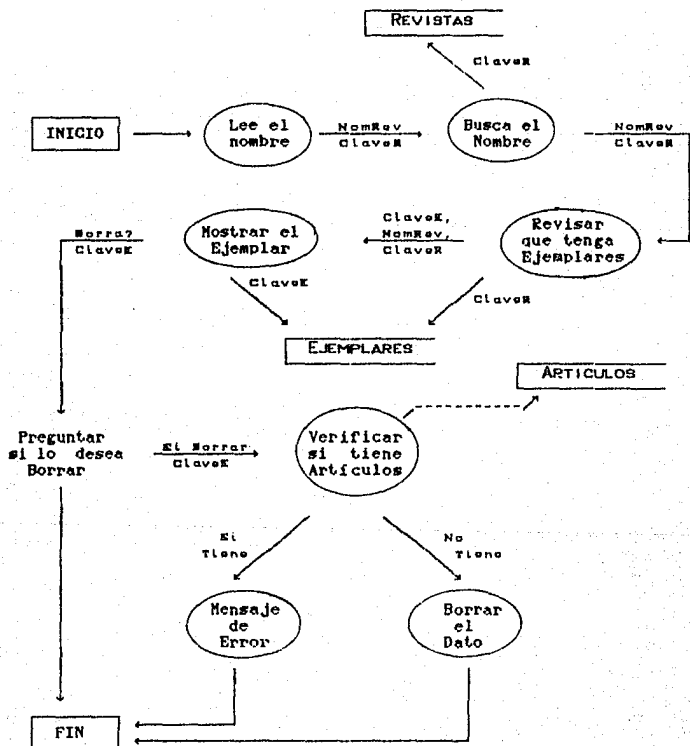 REVISTAS
ClaveR
INICIO
Lee el
nombre
NomRev
ClaveR
Busca el
Nombre
NomRev
ClaveR
Borra?
ClaveE
Mostrar el
Ejemplar
ClaveE,
NomRev,
ClaveR
Revisar
que tenga
Ejemplares
ClaveE
ClaveR
EJEMPLARES
ARTICULOS
Preguntar
si lo desea
Borrar
Si Borrar
ClaveE
Verificar
si tiene
Artículos
Si
Tiene
No
Tiene
Mensaje
de
Error
Borrar
el
Dato
FIN